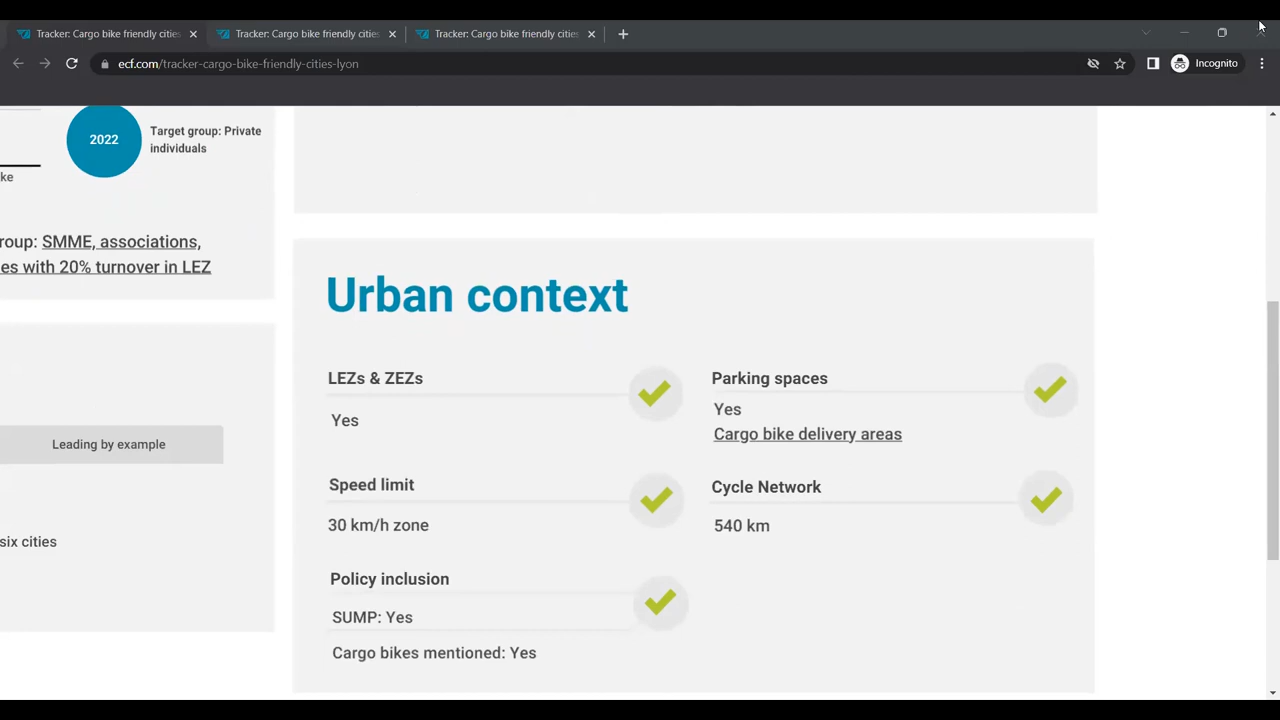 Tracker: Cargo bike friendly cities
Tracker: Cargo bike friendly cities
Tracker: Cargo bike friendly cities
ecf.com/tracker-cargo-bike-friendly-cities-lyon
Incognito
2022
Target group: Private
individuals
ke
roup: SMME, associations,
es with 20% turnover in LEZ
Leading by example
six cities
Urban context
LEZs & ZEZs
Yes
Parking spaces
Yes
Cargo bike delivery areas
Speed limit
30 km/h zone
Cycle Network
540 km
Policy inclusion
SUMP: Yes
Cargo bikes mentioned: Yes